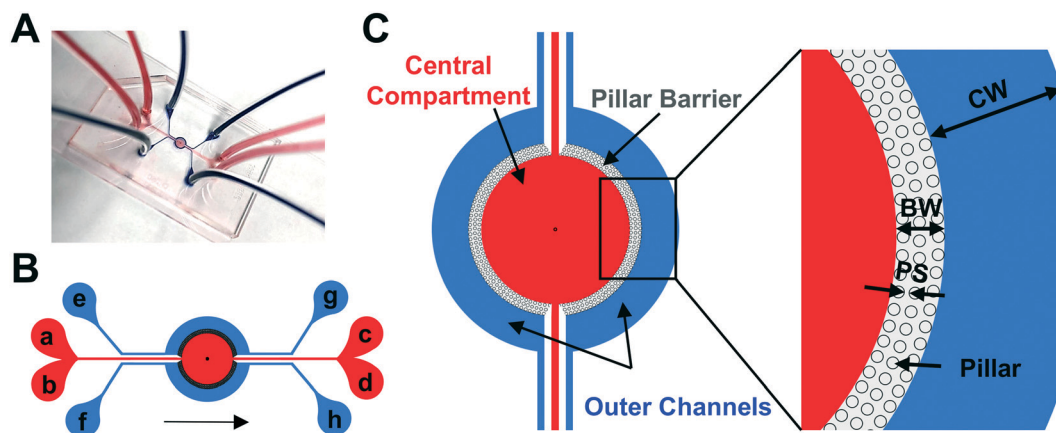 A
B
e
g
a
c
b
d
f
h
C
Central
Compartment
Pillar Barrier
Outer Channels
CW
BW
PS
Pillar